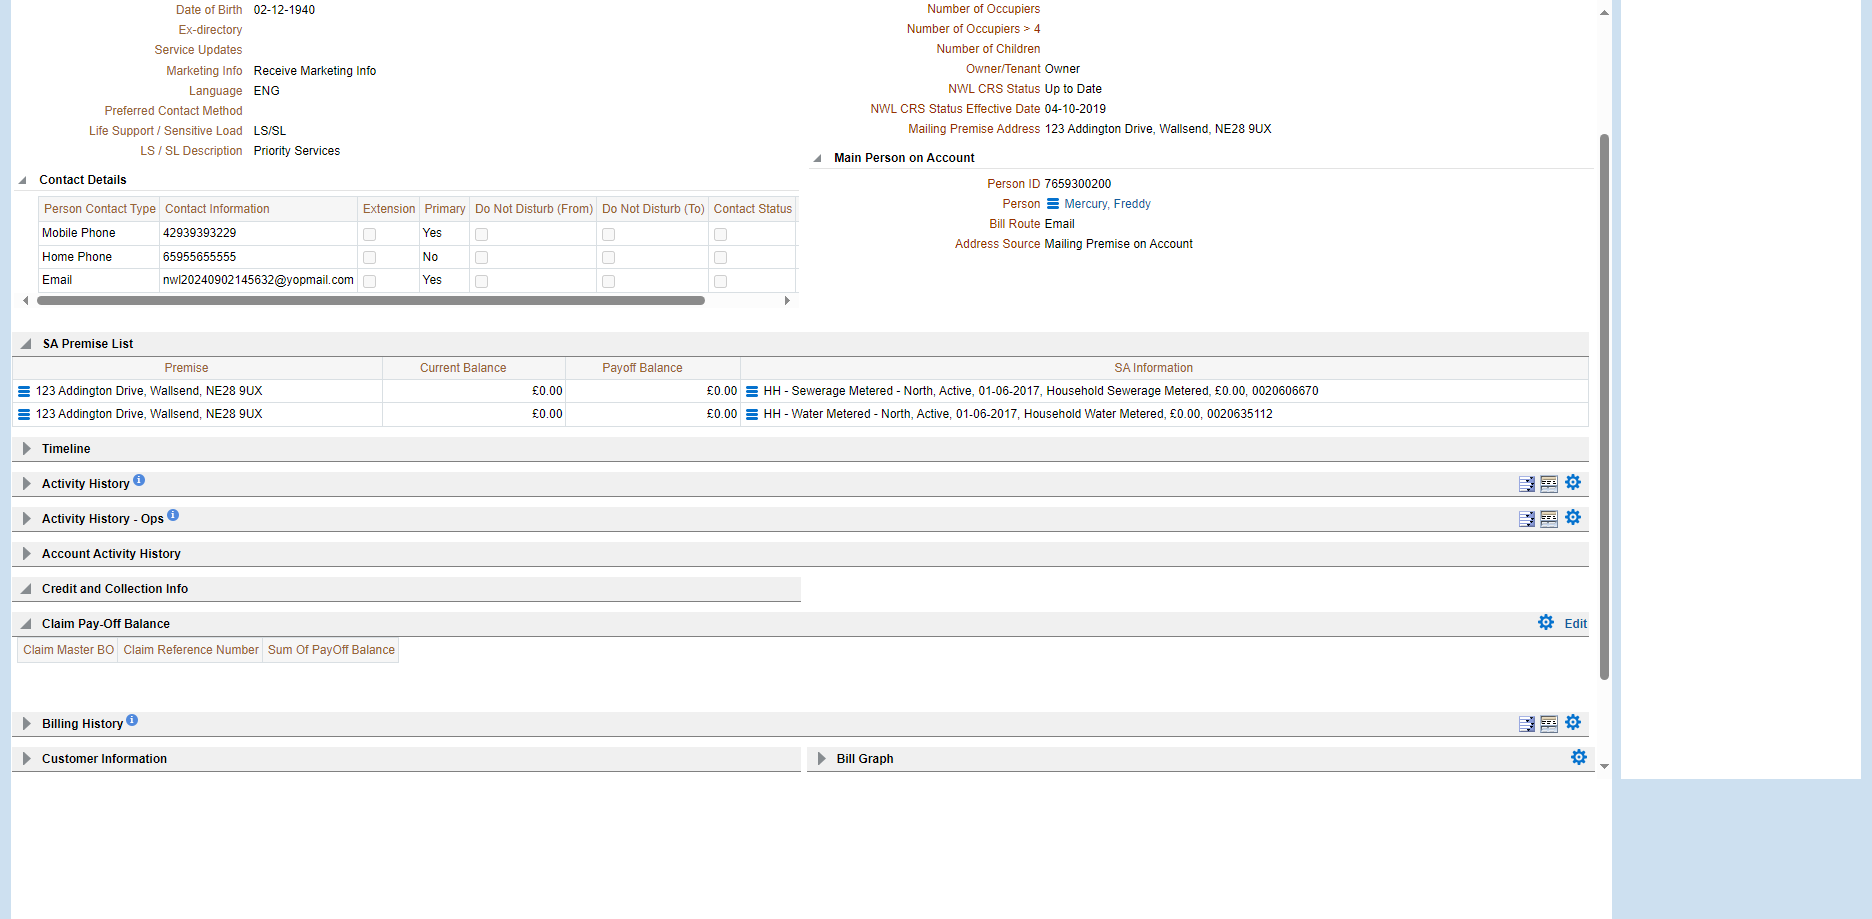 Date of Birth 02-12-1940
Ex-directory
Service Updates
Marketing Info Receive Marketing Info
Language ENG
Preferred Contact Method
Life Support / Sensitive Load LS/SL
LS / SL Description Priority Services
Number of Occupiers
Number of Occupiers > 4
Number of Children
Owner/Tenant Owner
NWL CRS Status Up to Date
NWL CRS Status Effective Date 04-10-2019
Mailing Premise Address 123 Addington Drive, Wallsend, NE28 9UX
Contact Details
Person Contact Type Contact Information Extension Primary Do Not Disturb (From) Do Not Disturb (To) Contact Status
Mobile Phone 42939393229 Yes
Home Phone 65955655555 No
Email nwl20240902145632@yopmail.com Yes
Main Person on Account
Person ID 7659300200
Person Mercury, Freddy
Bill Route Email
Address Source Mailing Premise on Account
SA Premise List
Premise Current Balance Payoff Balance SA Information
123 Addington Drive, Wallsend, NE28 9UX £0.00 £0.00 HH - Sewerage Metered - North, Active, 01-06-2017, Household Sewerage Metered, £0.00, 0020606670
123 Addington Drive, Wallsend, NE28 9UX £0.00 £0.00 HH - Water Metered - North, Active, 01-06-2017, Household Water Metered, £0.00, 0020635112
Timeline
Activity History
Activity History - Ops
Account Activity History
Credit and Collection Info
Claim Pay-Off Balance Edit
Claim Master BO Claim Reference Number Sum Of PayOff Balance
Billing History
Customer Information Bill Graph